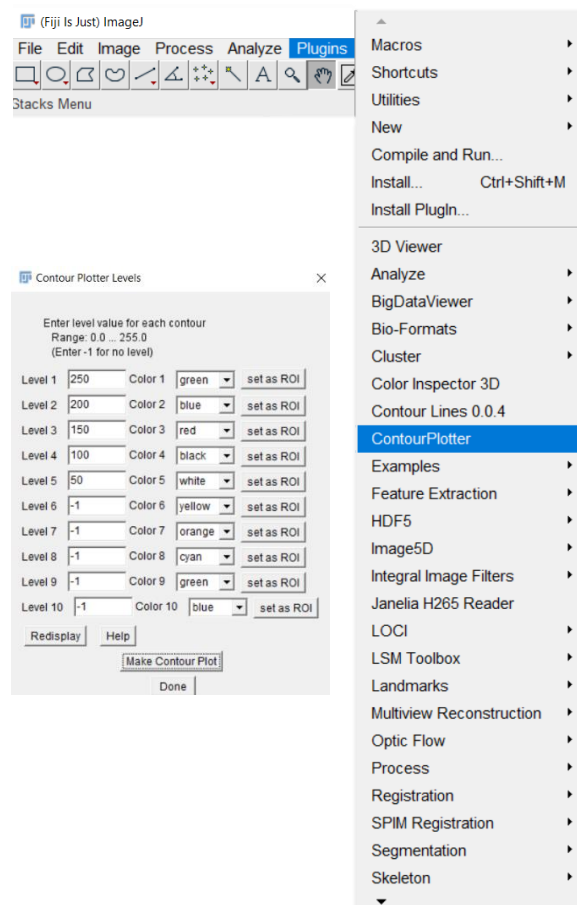 (Fiji Is Just) ImageJ
File Edit Image Process Analyze Plugins
A
Stacks Menu
Macros
Shortcuts
Utilities
New
Compile and Run...
Install... Ctrl+Shift+M
Install PlugIn...
3D Viewer
Analyze
BigDataViewer
Bio-Formats
Cluster
Color Inspector 3D
Contour Lines 0.0.4
ContourPlotter
Examples
Feature Extraction
HDF5
Image5D
Integral Image Filters
Janelia H265 Reader
LOCI
LSM Toolbox
Landmarks
Multiview Reconstruction
Optic Flow
Process
Registration
SPIM Registration
Segmentation
Skeleton
Contour Plotter Levels
Enter level value for each contour
Range: 0.0 ... 255.0
(Enter -1 for no level)
Level 1 250 Color 1 green set as ROI
Level 2 200 Color 2 blue set as ROI
Level 3 150 Color 3 red set as ROI
Level 4 100 Color 4 black set as ROI
Level 5 50 Color 5 white set as ROI
Level 6 -1 Color 6 yellow set as ROI
Level 7 -1 Color 7 orange set as ROI
Level 8 -1 Color 8 cyan set as ROI
Level 9 -1 Color 9 green set as ROI
Level 10 -1 Color 10 blue set as ROI
Redisplay Help
Make Contour Plot
Done